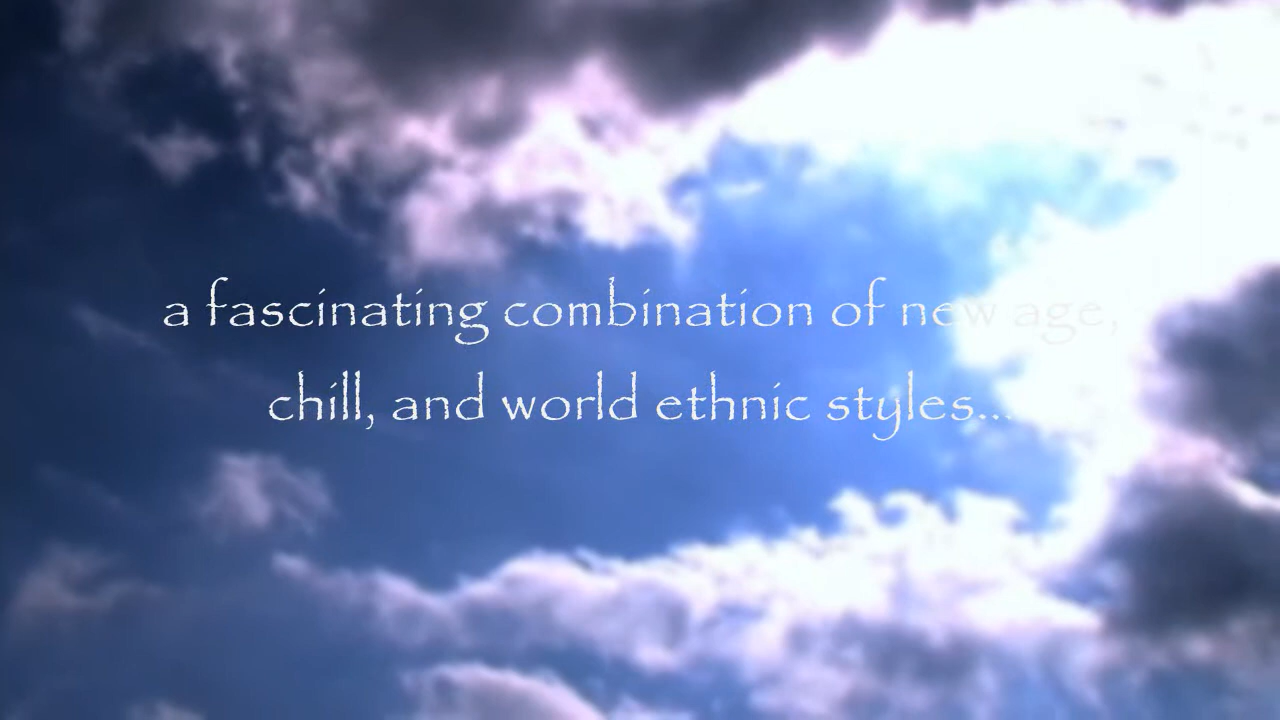 a fascinating combination of new age,
chill, and world ethnic styles...